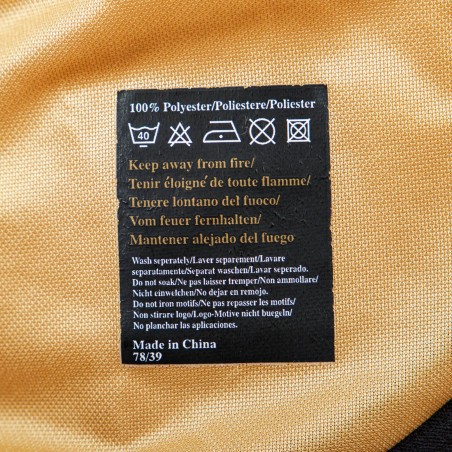 100% Polyester/Poliestere/Poliester
40
Keep away from fire/
Tenir éloigné de toute flamme/
Tenere lontano del fuoco/
Vom feuer fernhalten/
Mantener alejado del fuego
Wash seperately/Laver separement/Lavare
separatamente/Separat waschen/Lavar seperado.
Do not soak/Ne pas laisser tremper/Non ammollare/
Nicht einwelchen/No dejar en remojo.
Do not iron motifs/Ne pas repasser les motifs/
Non stirare logo/Logo-Motive nicht buegeln/
No planchar las aplicaciones.
Made in China
78/39